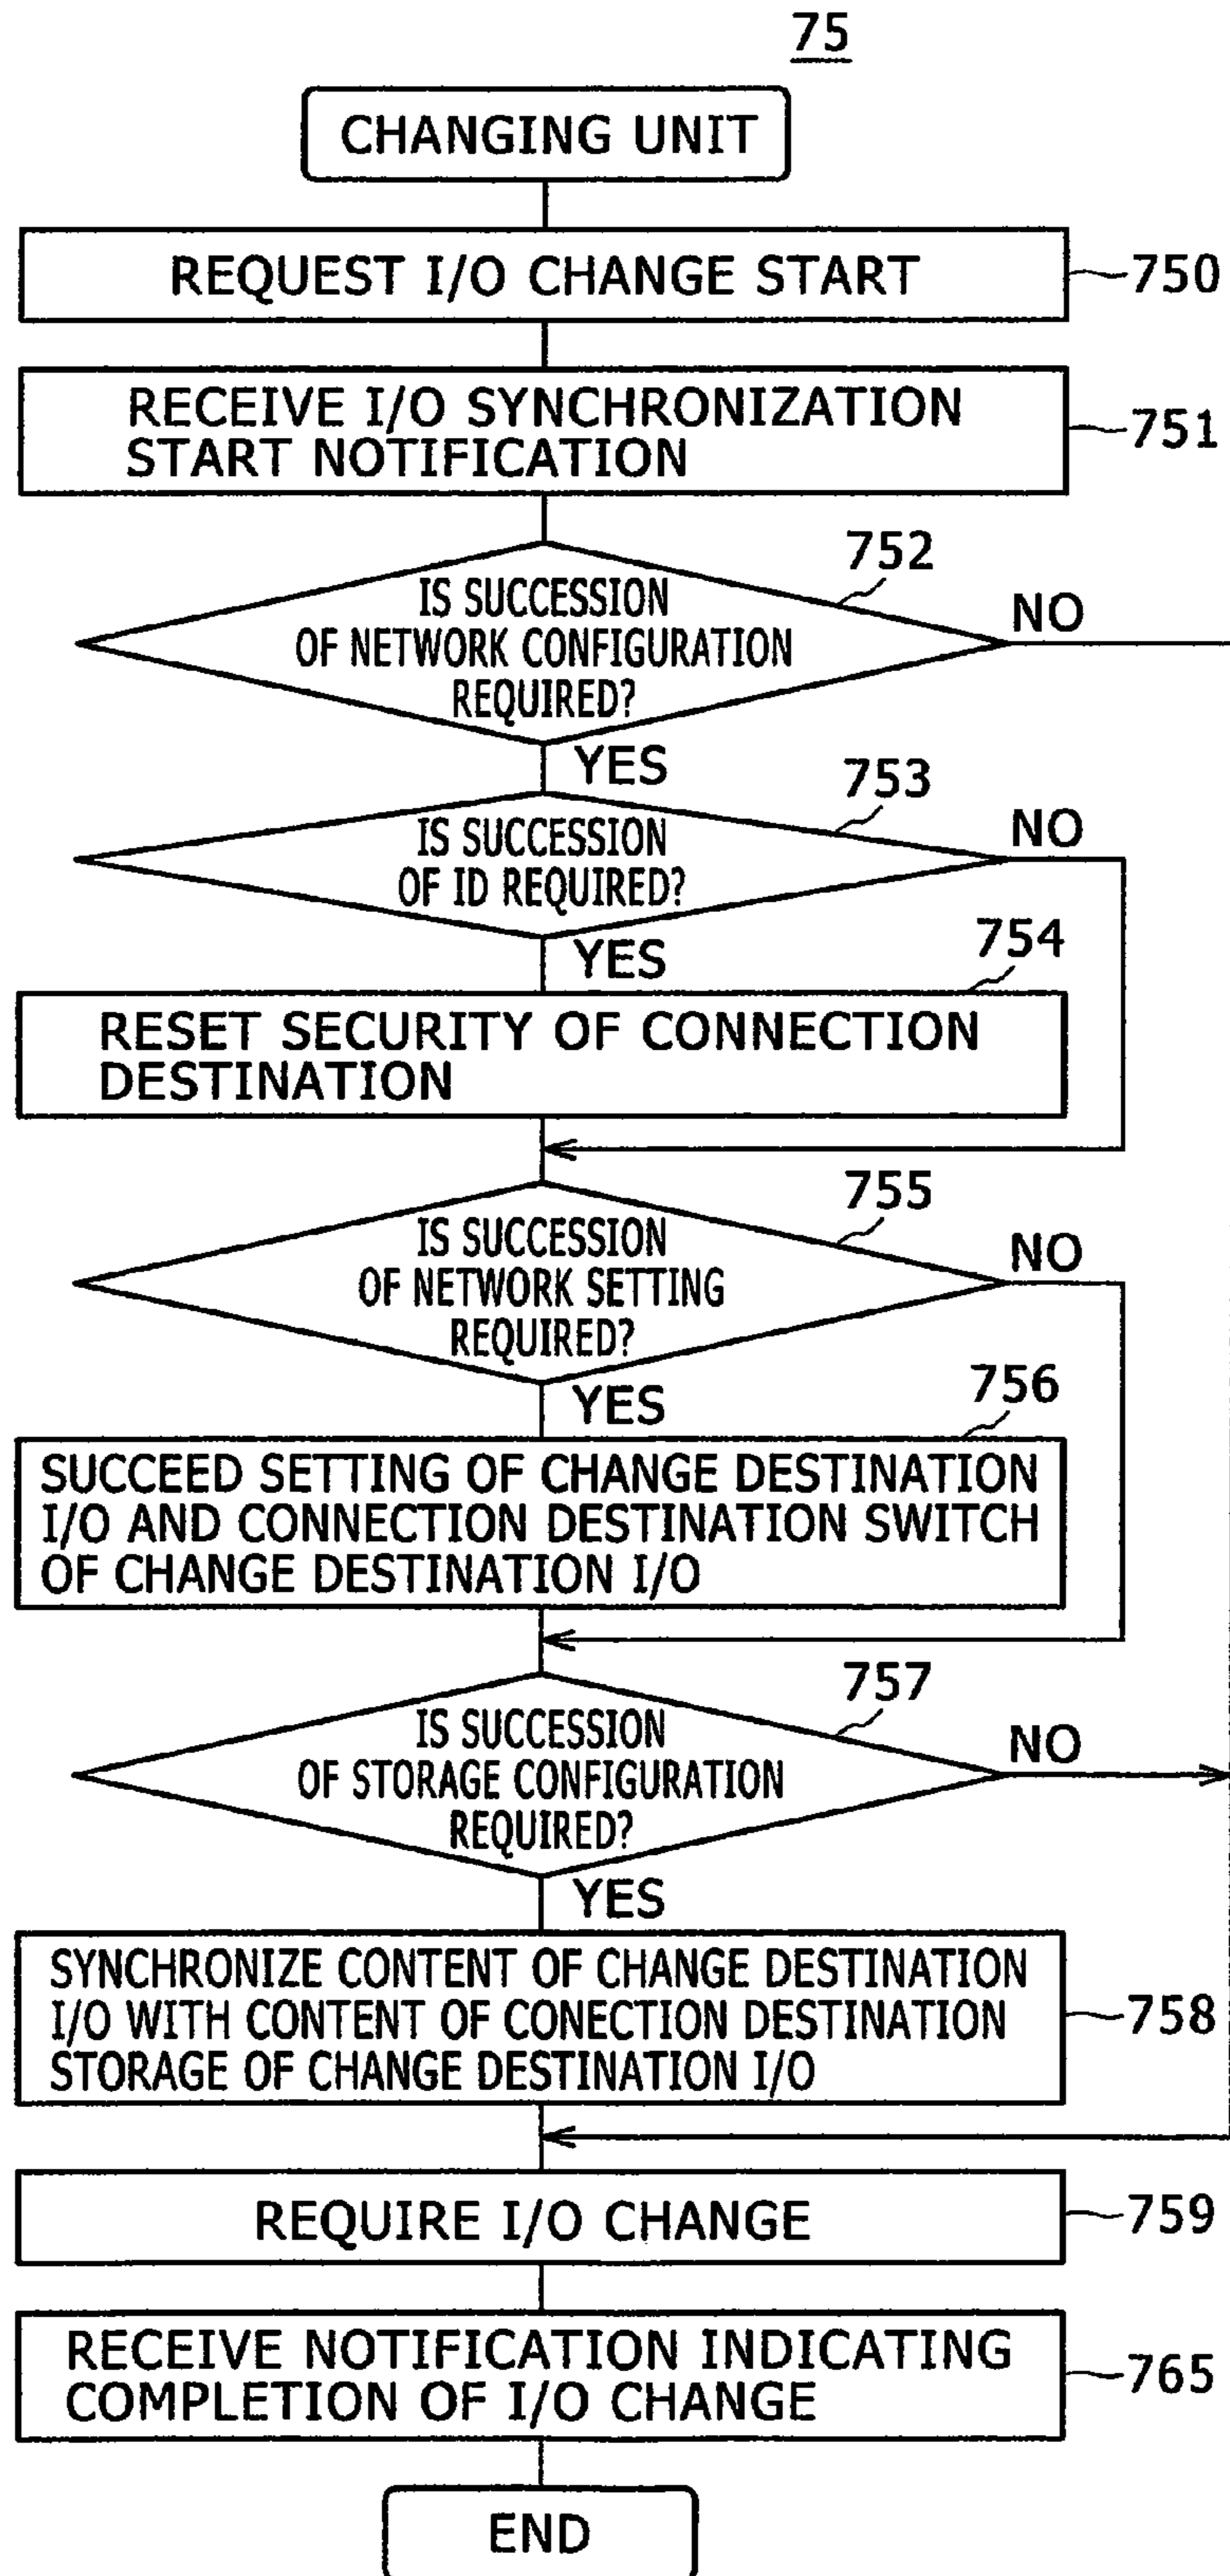 75
CHANGING UNIT
REQUEST I/O CHANGE START
750
RECEIVE I/O SYNCHRONIZATION
START NOTIFICATION
751
752
IS SUCCESSION
OF NETWORK CONFIGURATION
REQUIRED?
NO
YES
753
IS SUCCESSION
OF ID REQUIRED?
NO
YES
754
RESET SECURITY OF CONNECTION
DESTINATION
755
IS SUCCESSION
OF NETWORK SETTING
REQUIRED?
NO
YES
756
SUCCEED SETTING OF CHANGE DESTINATION
I/O AND CONNECTION DESTINATION SWITCH
OF CHANGE DESTINATION I/O
757
IS SUCCESSION
OF STORAGE CONFIGURATION
REQUIRED?
NO
YES
SYNCHRONIZE CONTENT OF CHANGE DESTINATION
I/O WITH CONTENT OF CONECTION DESTINATION
STORAGE OF CHANGE DESTINATION I/O
758
REQUIRE I/O CHANGE
759
RECEIVE NOTIFICATION INDICATING
COMPLETION OF I/O CHANGE
765
END